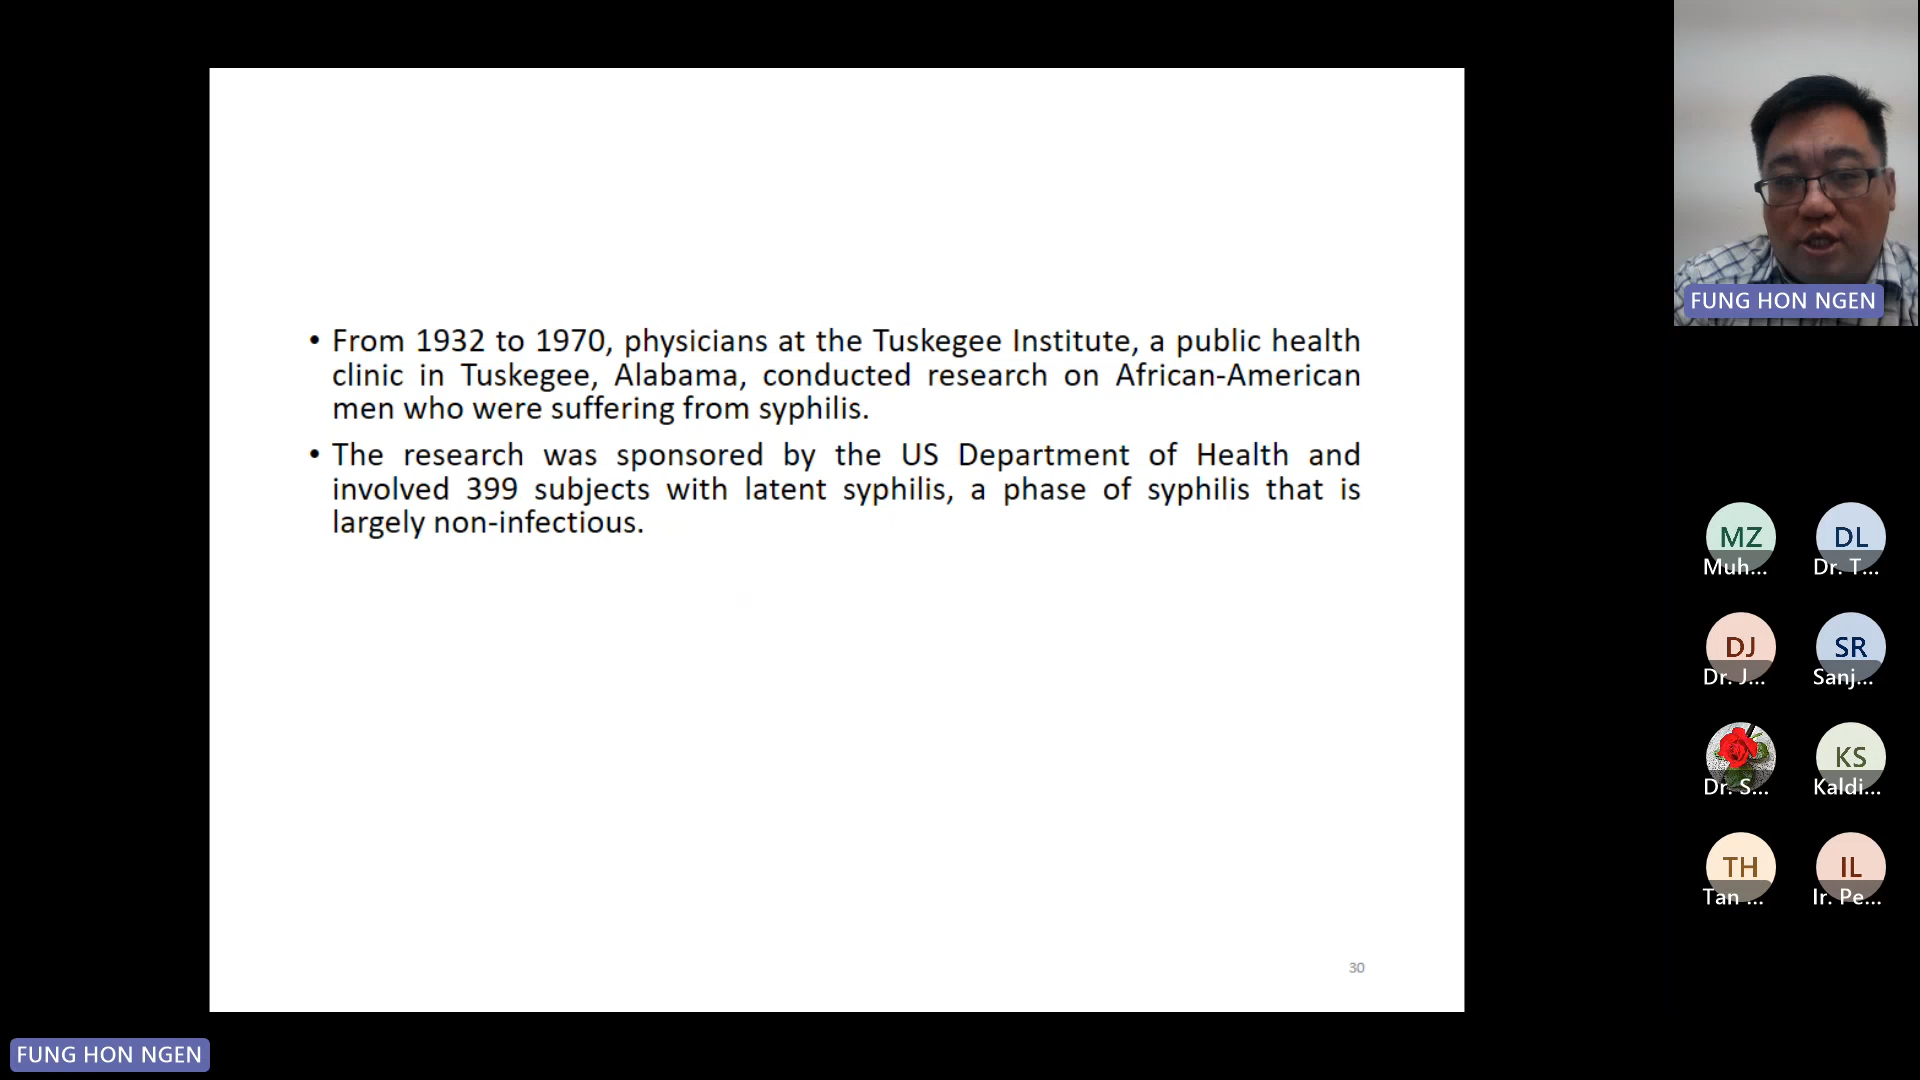 • From 1932 to 1970, physicians at the Tuskegee Institute, a public health
clinic in Tuskegee, Alabama, conducted research on African-American
men who were suffering from syphilis.
• The research was sponsored by the US Department of Health and
involved 399 subjects with latent syphilis, a phase of syphilis that is
largely non-infectious.
30
FUNG HON NGEN
MZ
Muh...
DL
Dr. T...
DJ
Dr. J...
SR
Sanj...
Dr. S...
KS
Kaldi...
TH
Tan ...
IL
Ir. Pe...
FUNG HON NGEN